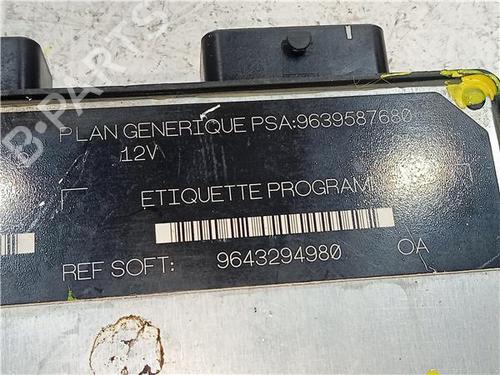 PLAN GENERIQUE PSA:9639587680
12V
ETIQUETTE PROGRAM
REF SOFT: 9643294980 OA
B-PARTS